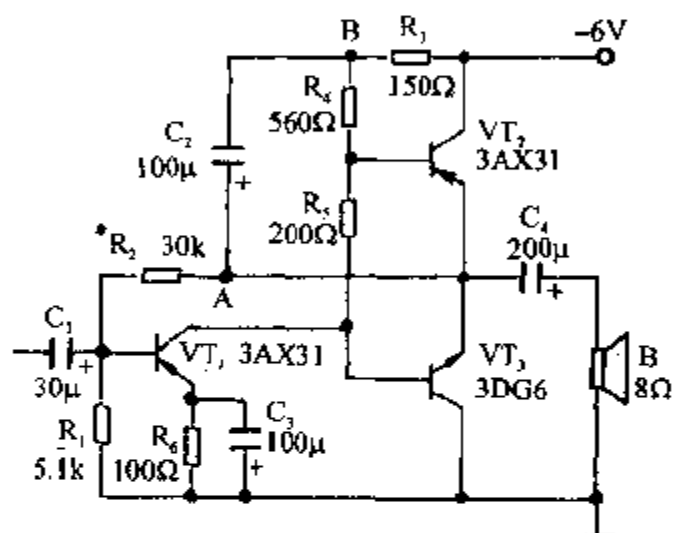 B
R₃
150Ω
−6V
R₄
560Ω
C₂
100μ
+
VT₂
3AX31
R₅
200Ω
C₄
200μ
+
*R₂
30k
A
C₁
30μ
+
VT₁ 3AX31
VT₃
3DG6
B
8Ω
R₁
5.1k
R₆
100Ω
C₃
100μ
+